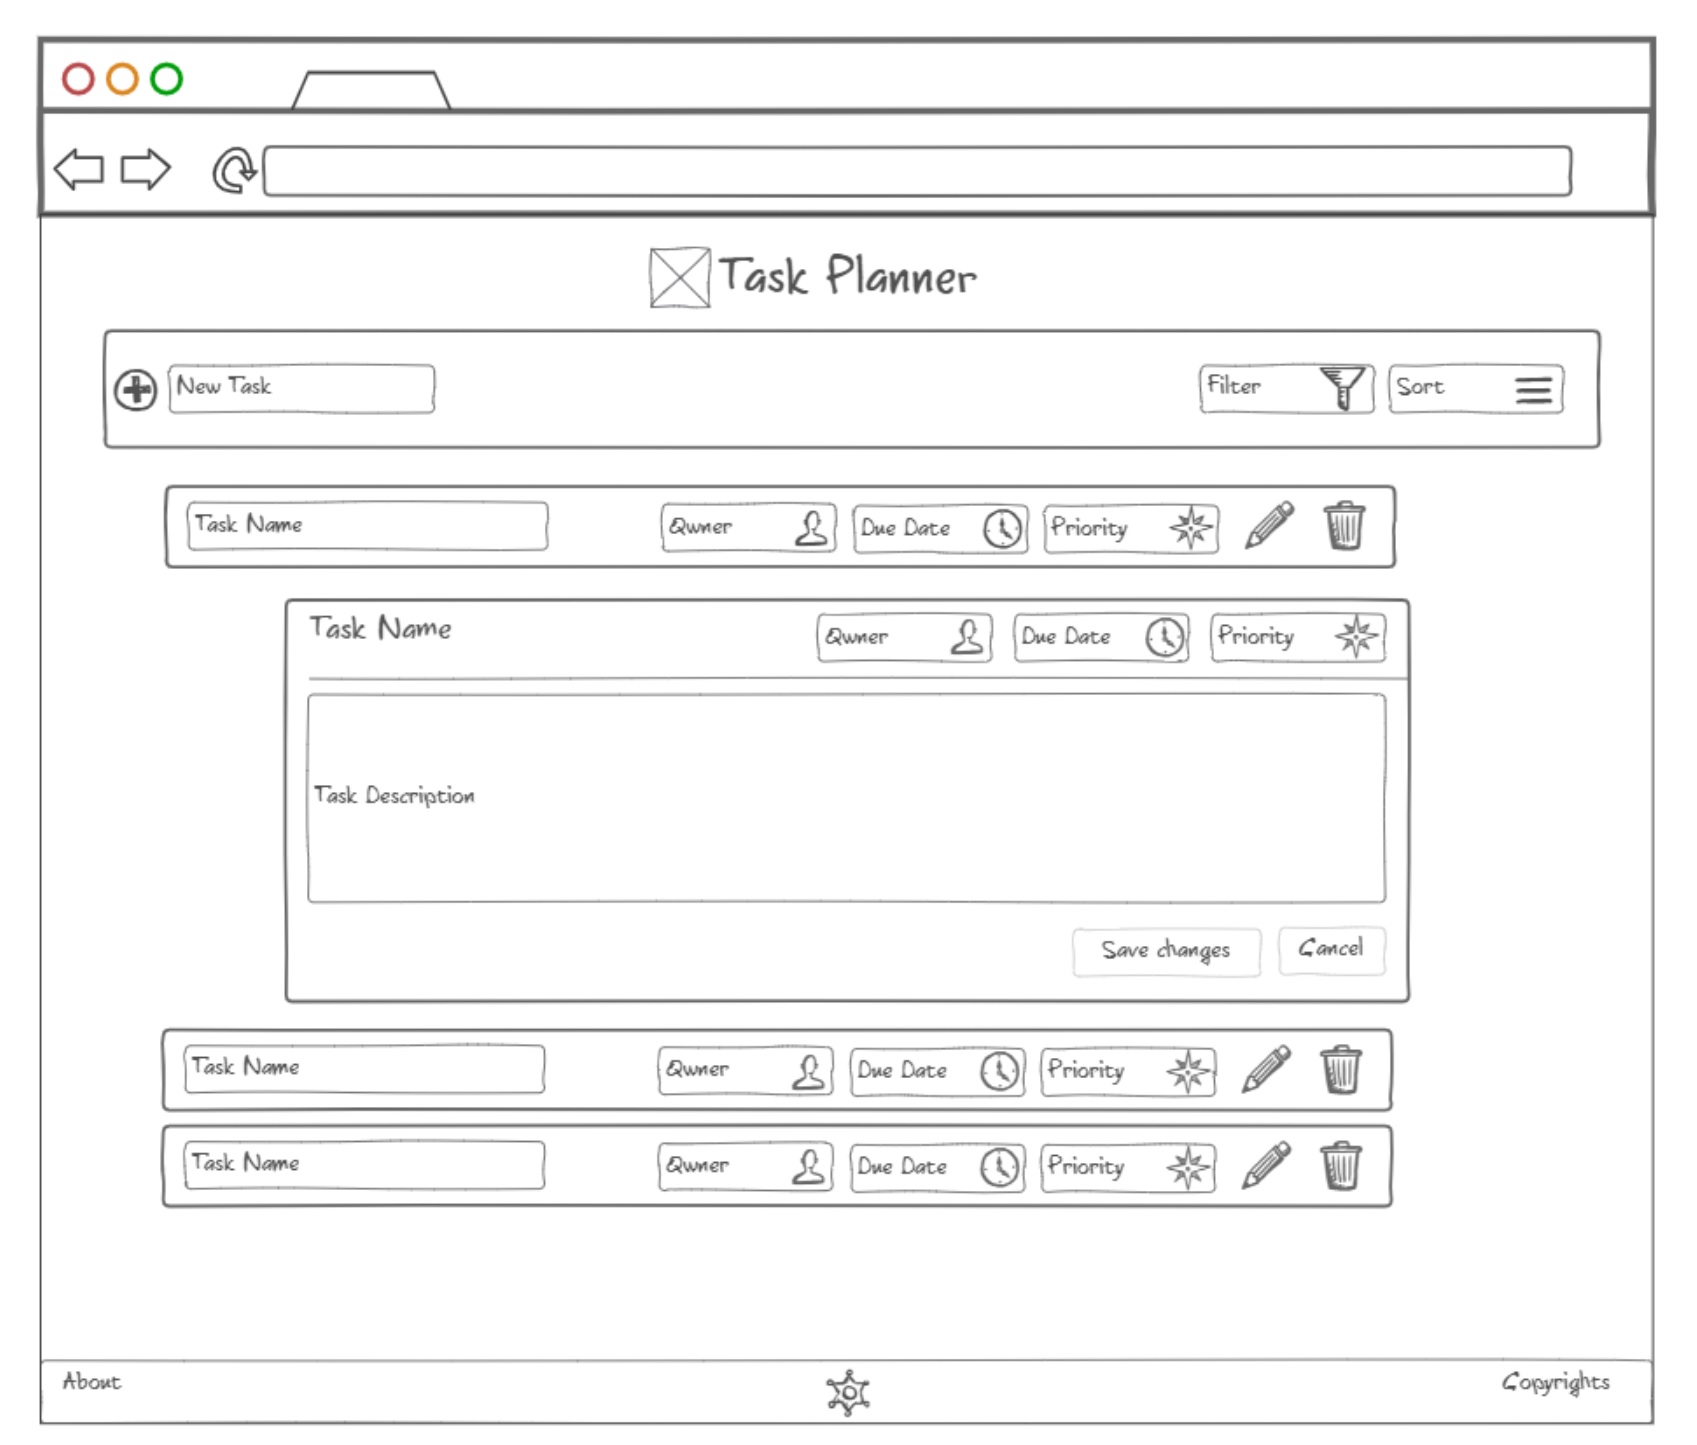 Task Planner
New Task Filter Sort
Task Name Owner Due Date Priority
Task Name Owner Due Date Priority
Task Description
Save changes Cancel
Task Name Owner Due Date Priority
Task Name Owner Due Date Priority
About Copyrights